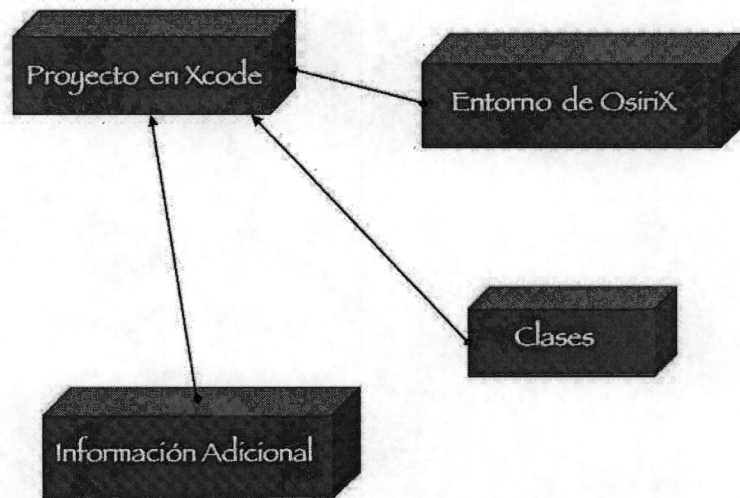 Proyecto en Xcode
Entorno de OsiriX
Clases
Información Adicional